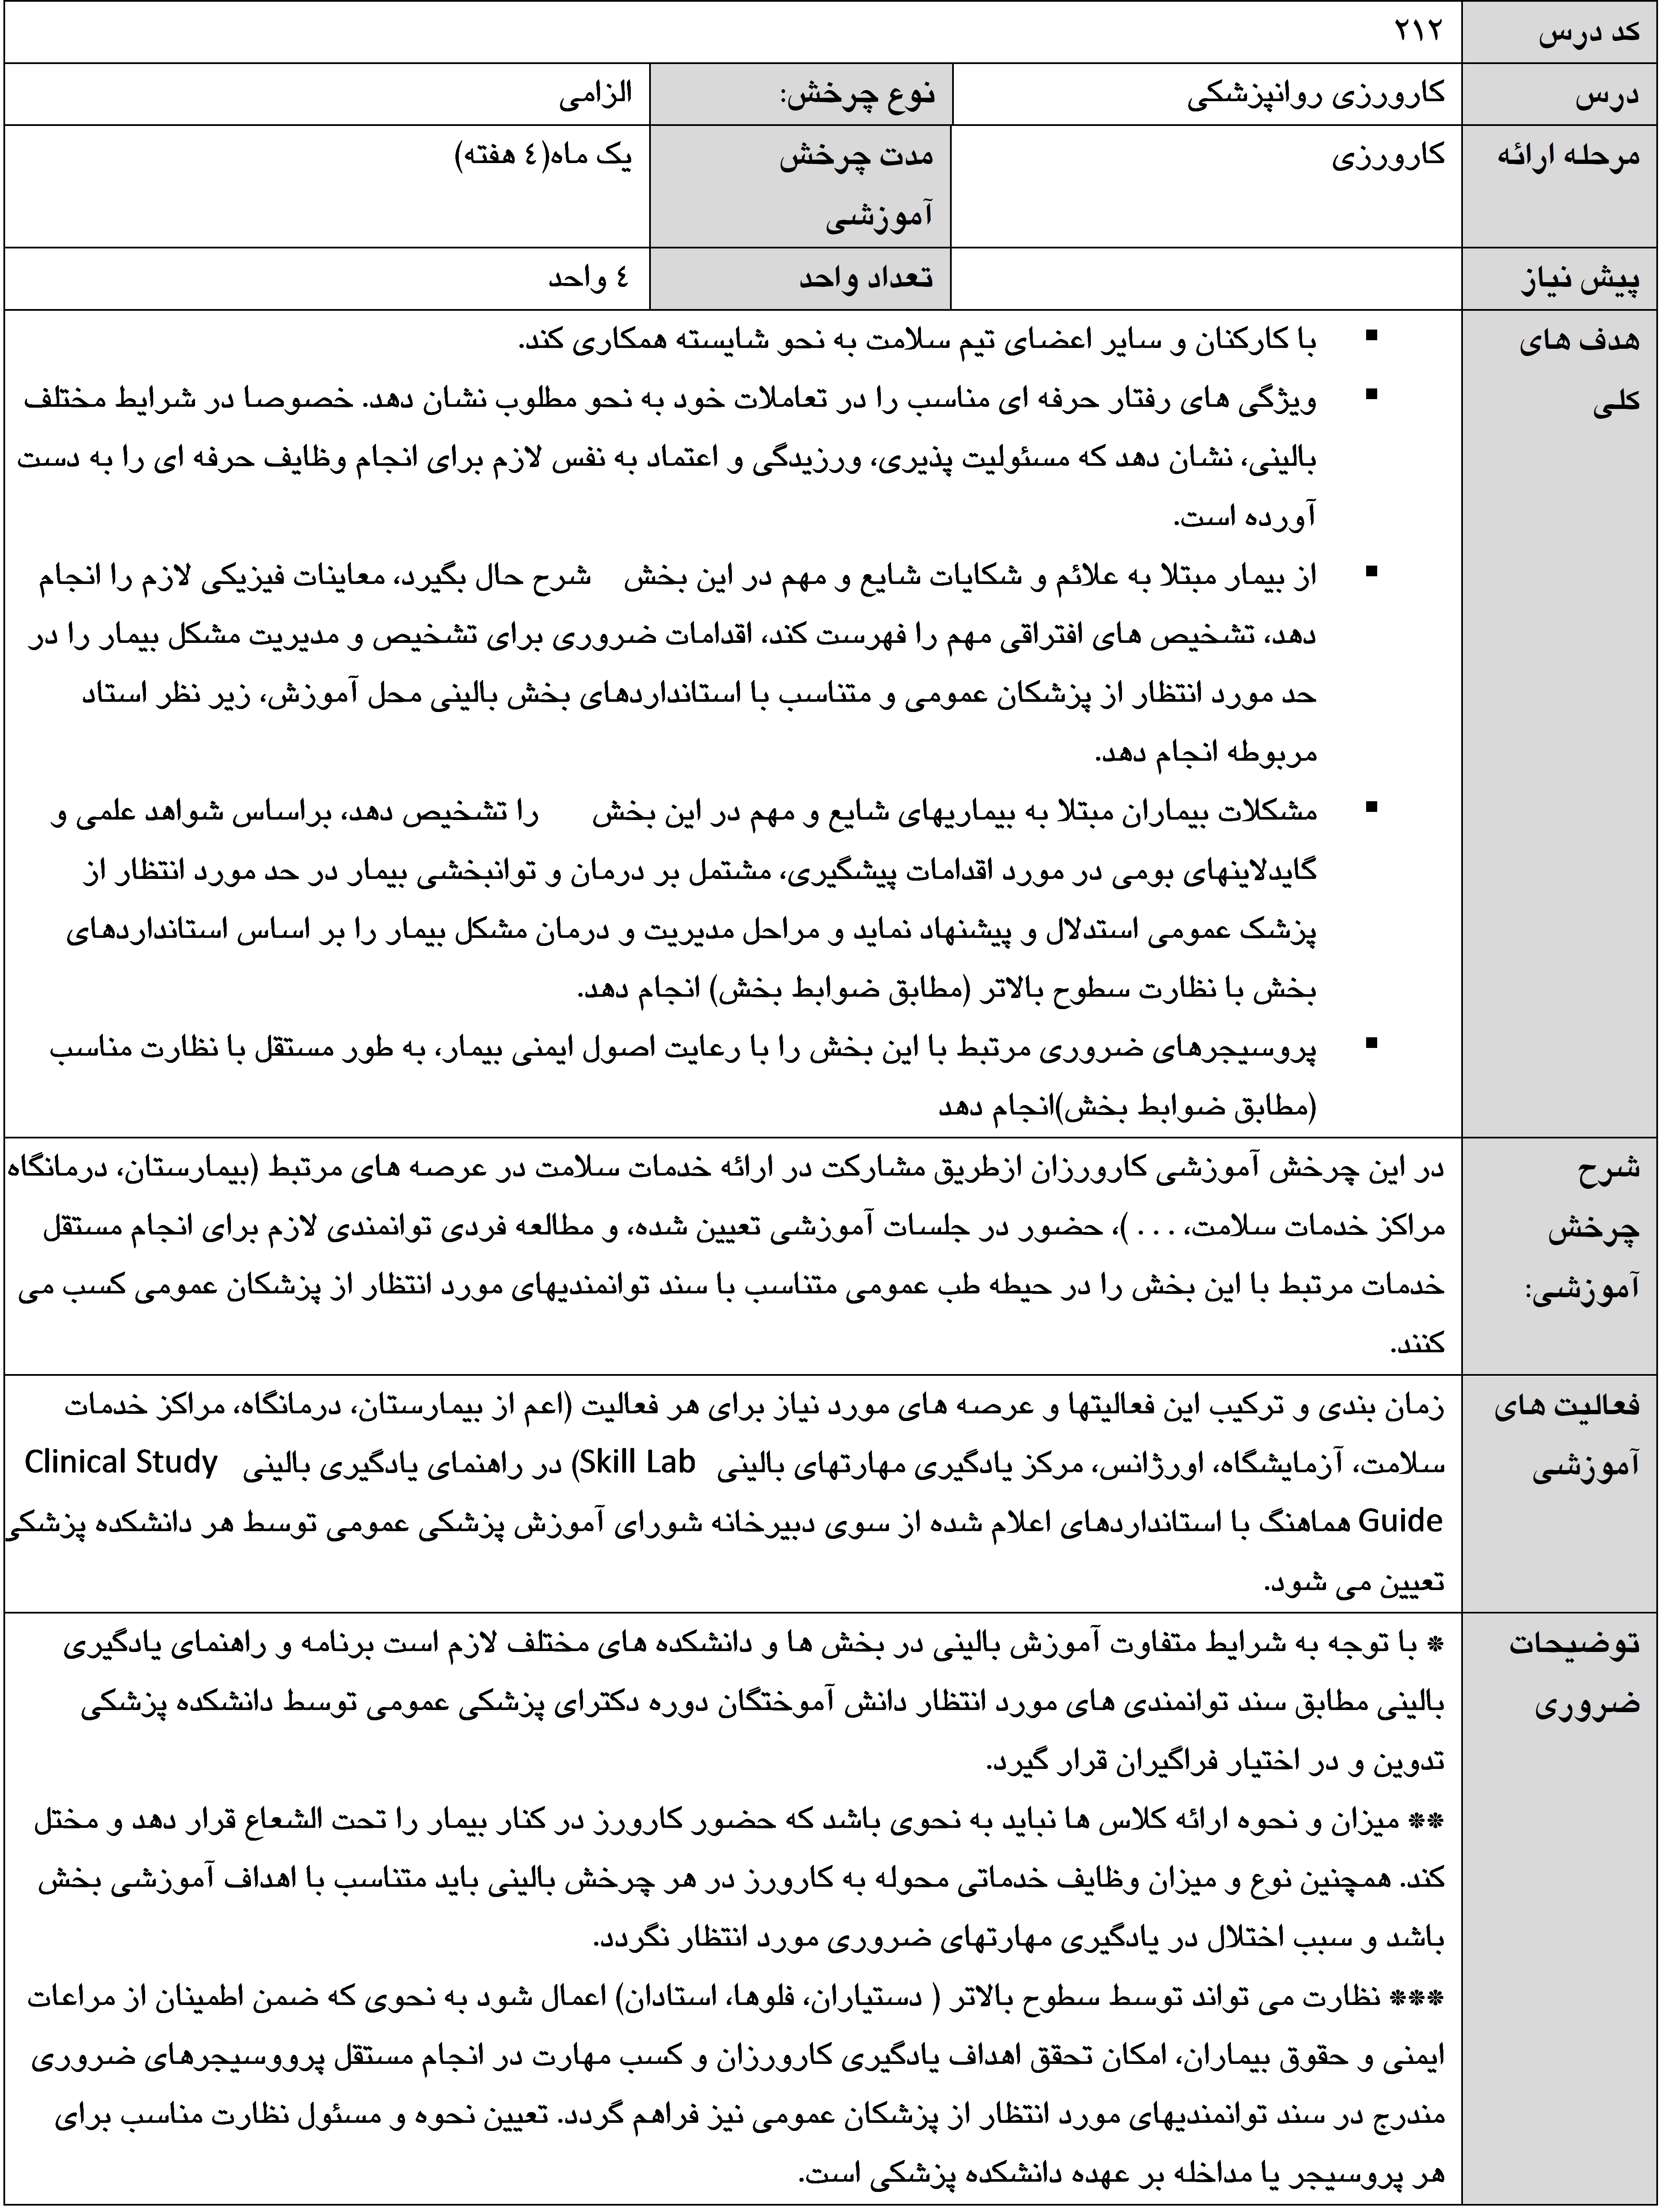 کد درس ۲۱۲
درس کارورزی روانپزشکی نوع چرخش: الزامی
مرحله ارائه کارورزی مدت چرخش آموزشی یک ماه(٤ هفته)
پیش نیاز تعداد واحد ٤ واحد
هدف های
کلی
▪ با کارکنان و سایر اعضای تیم سلامت به نحو شایسته همکاری کند.
▪ ویژگی های رفتار حرفه ای مناسب را در تعاملات خود به نحو مطلوب نشان دهد. خصوصا در شرایط مختلف
بالینی، نشان دهد که مسئولیت پذیری، ورزیدگی و اعتماد به نفس لازم برای انجام وظایف حرفه ای را به دست
آورده است.
▪ از بیمار مبتلا به علائم و شکایات شایع و مهم در این بخش شرح حال بگیرد، معاینات فیزیکی لازم را انجام
دهد، تشخیص های افتراقی مهم را فهرست کند، اقدامات ضروری برای تشخیص و مدیریت مشکل بیمار را در
حد مورد انتظار از پزشکان عمومی و متناسب با استانداردهای بخش بالینی محل آموزش، زیر نظر استاد
مربوطه انجام دهد.
▪ مشکلات بیماران مبتلا به بیماریهای شایع و مهم در این بخش را تشخیص دهد، براساس شواهد علمی و
گایدلاینهای بومی در مورد اقدامات پیشگیری، مشتمل بر درمان و توانبخشی بیمار در حد مورد انتظار از
پزشک عمومی استدلال و پیشنهاد نماید و مراحل مدیریت و درمان مشکل بیمار را بر اساس استانداردهای
بخش با نظارت سطوح بالاتر (مطابق ضوابط بخش) انجام دهد.
▪ پروسیجرهای ضروری مرتبط با این بخش را با رعایت اصول ایمنی بیمار، به طور مستقل با نظارت مناسب
(مطابق ضوابط بخش)انجام دهد
شرح
چرخش
آموزشی:
در این چرخش آموزشی کارورزان ازطریق مشارکت در ارائه خدمات سلامت در عرصه های مرتبط (بیمارستان، درمانگاه
مراکز خدمات سلامت، . . . )، حضور در جلسات آموزشی تعیین شده، و مطالعه فردی توانمندی لازم برای انجام مستقل
خدمات مرتبط با این بخش را در حیطه طب عمومی متناسب با سند توانمندیهای مورد انتظار از پزشکان عمومی کسب می
کنند.
فعالیت های
آموزشی
زمان بندی و ترکیب این فعالیتها و عرصه های مورد نیاز برای هر فعالیت (اعم از بیمارستان، درمانگاه، مراکز خدمات
سلامت، آزمایشگاه، اورژانس، مرکز یادگیری مهارتهای بالینی Skill Lab) در راهنمای یادگیری بالینی Clinical Study
Guide هماهنگ با استانداردهای اعلام شده از سوی دبیرخانه شورای آموزش پزشکی عمومی توسط هر دانشکده پزشکی
تعیین می شود.
توضیحات
ضروری
* با توجه به شرایط متفاوت آموزش بالینی در بخش ها و دانشکده های مختلف لازم است برنامه و راهنمای یادگیری
بالینی مطابق سند توانمندی های مورد انتظار دانش آموختگان دوره دکترای پزشکی عمومی توسط دانشکده پزشکی
تدوین و در اختیار فراگیران قرار گیرد.
** میزان و نحوه ارائه کلاس ها نباید به نحوی باشد که حضور کارورز در کنار بیمار را تحت الشعاع قرار دهد و مختل
کند. همچنین نوع و میزان وظایف خدماتی محوله به کارورز در هر چرخش بالینی باید متناسب با اهداف آموزشی بخش
باشد و سبب اختلال در یادگیری مهارتهای ضروری مورد انتظار نگردد.
*** نظارت می تواند توسط سطوح بالاتر ( دستیاران، فلوها، استادان) اعمال شود به نحوی که ضمن اطمینان از مراعات
ایمنی و حقوق بیماران، امکان تحقق اهداف یادگیری کارورزان و کسب مهارت در انجام مستقل پرووسیجرهای ضروری
مندرج در سند توانمندیهای مورد انتظار از پزشکان عمومی نیز فراهم گردد. تعیین نحوه و مسئول نظارت مناسب برای
هر پروسیجر یا مداخله بر عهده دانشکده پزشکی است.